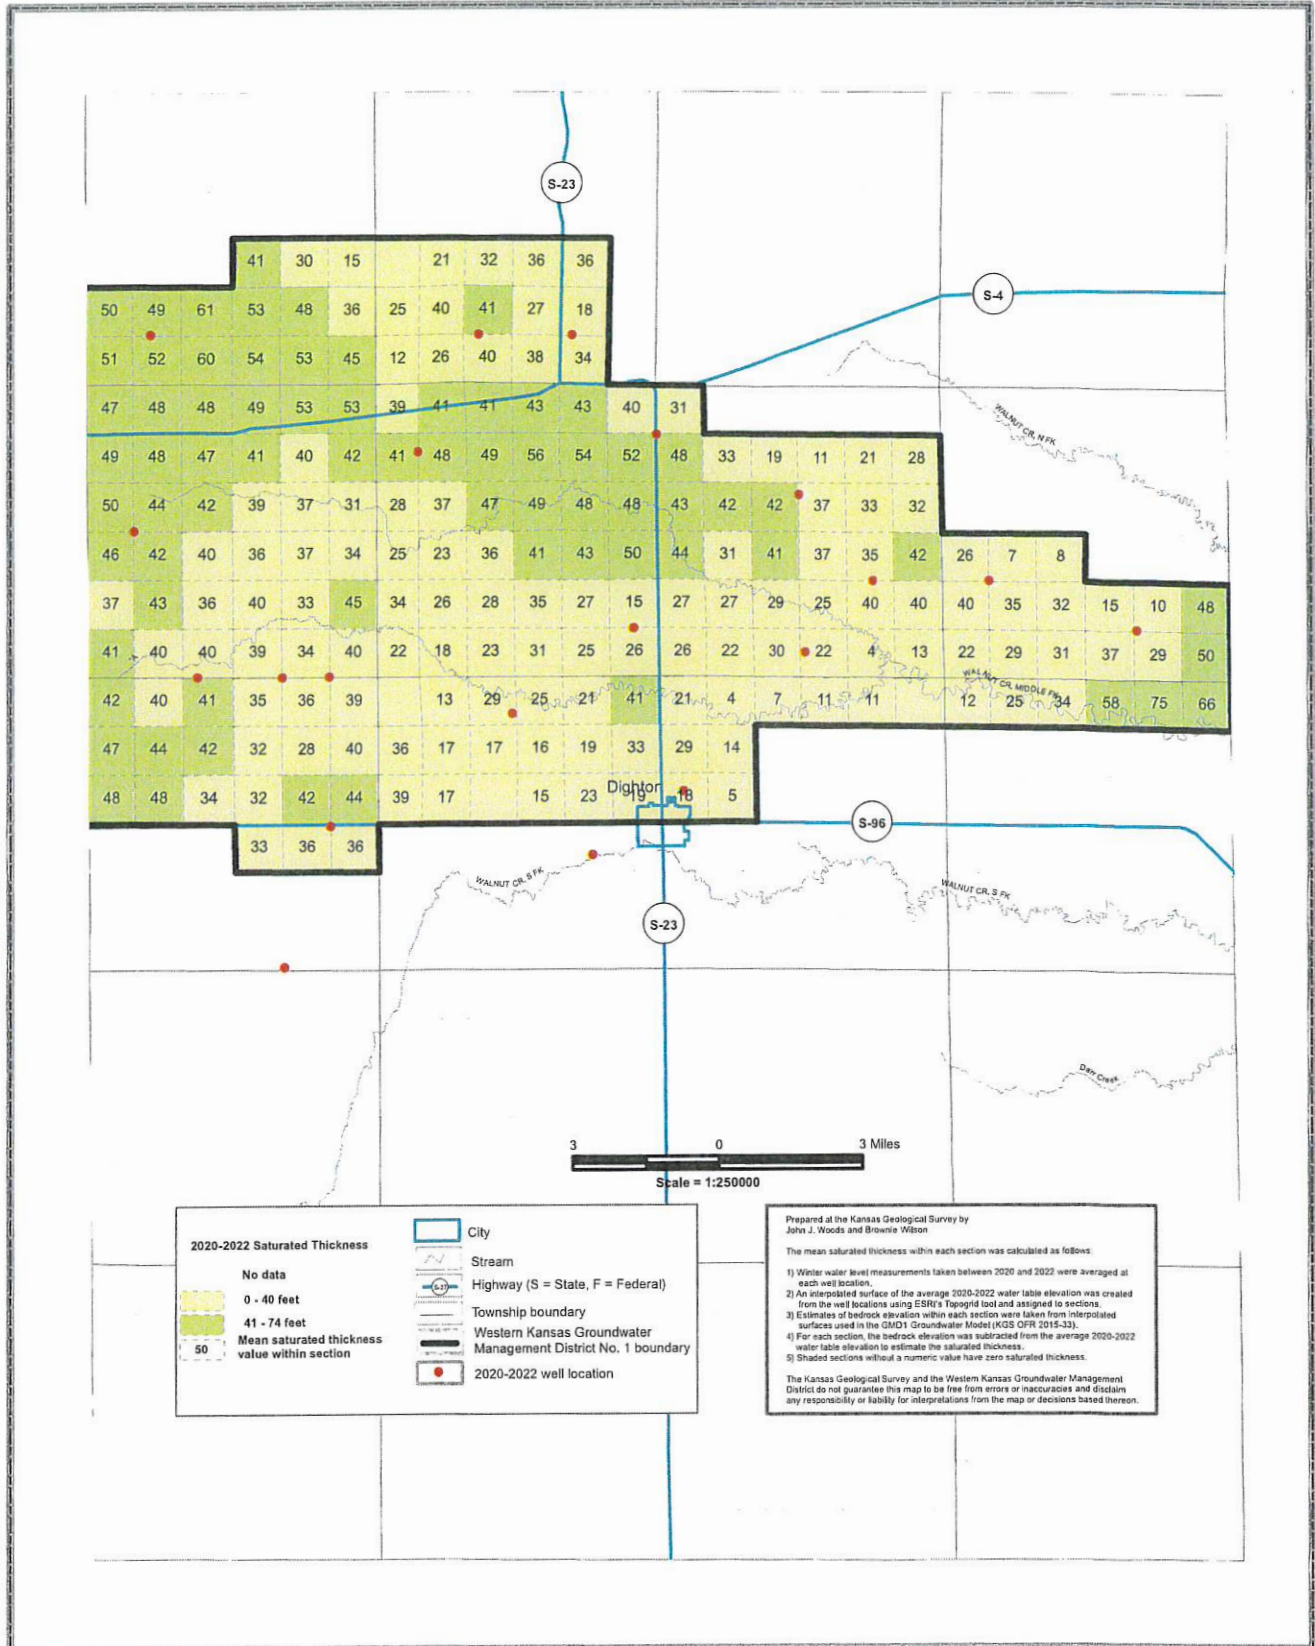 S-23
41 30 15 21 32 36 36
S-4
50 49 61 53 48 36 25 40 41 27 18
51 52 60 54 53 45 12 26 40 38 34
47 48 48 49 53 53 39 41 41 43 43 40 31
WALNUT CR, N FK
49 48 47 41 40 42 41 48 49 56 54 52 48 33 19 11 21 28
50 44 42 39 37 31 28 37 47 49 48 48 43 42 42 37 33 32
46 42 40 36 37 34 25 23 36 41 43 50 44 31 41 37 35 42 26 7 8
37 43 36 40 33 45 34 26 28 35 27 15 27 27 29 25 40 40 40 35 32 15 10 48
41 40 40 39 34 40 22 18 23 31 25 26 26 22 30 22 4 13 22 29 31 37 29 50
WALNUT CR, MIDDLE FK
42 40 41 35 36 39 13 29 25 21 41 21 4 7 11 11 12 25 34 58 75 66
47 44 42 32 28 40 36 17 17 16 19 33 29 14
Dighton
48 48 34 32 42 44 39 17 15 23 19 18 5
S-96
33 36 36
WALNUT CR, S FK
WALNUT CR, S FK
S-23
Darr Creek
3 0 3 Miles
Scale = 1:250000
2020-2022 Saturated Thickness
No data
0 - 40 feet
41 - 74 feet
50 Mean saturated thickness
value within section
City
Stream
S-27 Highway (S = State, F = Federal)
Township boundary
Western Kansas Groundwater
Management District No. 1 boundary
2020-2022 well location
Prepared at the Kansas Geological Survey by
John J. Woods and Brownie Wilson
The mean saturated thickness within each section was calculated as follows
1) Winter water level measurements taken between 2020 and 2022 were averaged at
each well location.
2) An interpolated surface of the average 2020-2022 water table elevation was created
from the well locations using ESRI's Topogrid tool and assigned to sections.
3) Estimates of bedrock elevation within each section were taken from interpolated
surfaces used in the GMD1 Groundwater Model (KGS OFR 2015-33).
4) For each section, the bedrock elevation was subtracted from the average 2020-2022
water table elevation to estimate the saturated thickness.
5) Shaded sections without a numeric value have zero saturated thickness.
The Kansas Geological Survey and the Western Kansas Groundwater Management
District do not guarantee this map to be free from errors or inaccuracies and disclaim
any responsibility or liability for interpretations from the map or decisions based thereon.